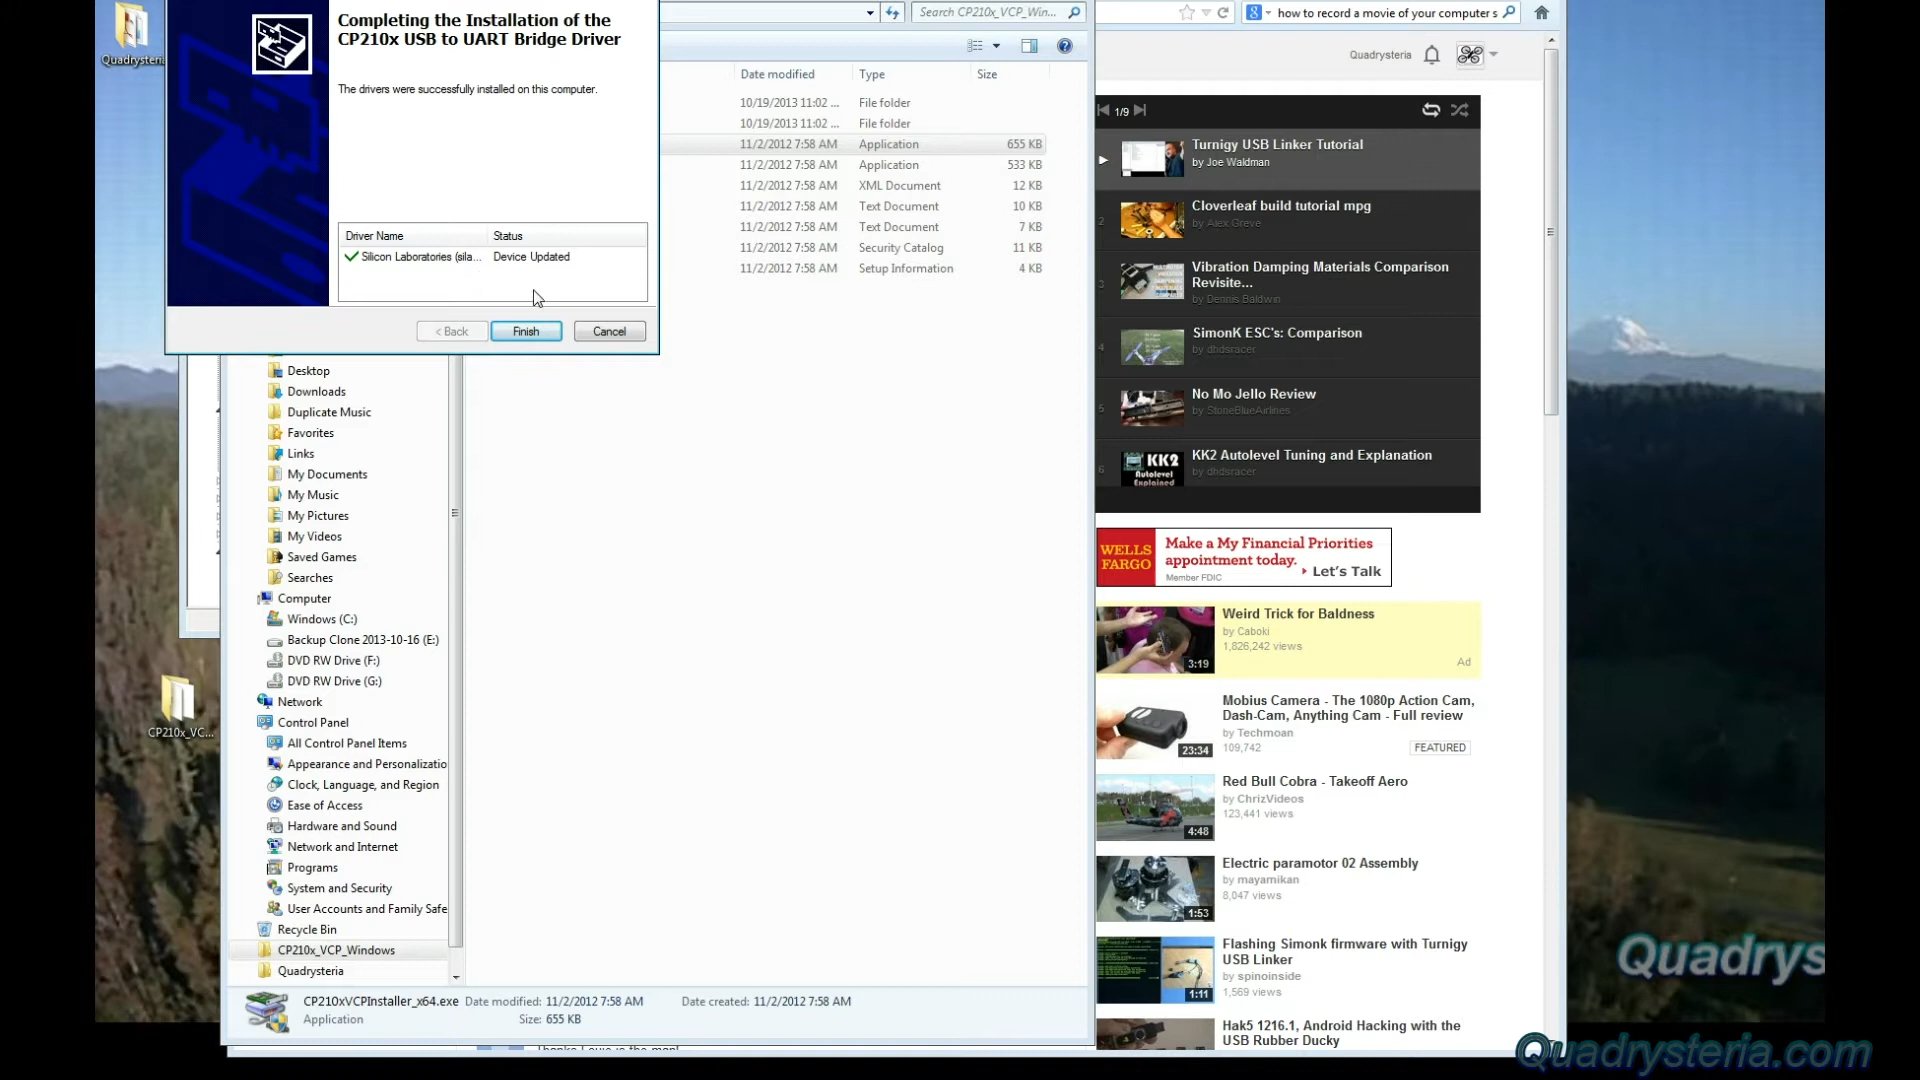 Quadrysteria
Completing the Installation of the
CP210x USB to UART Bridge Driver
The drivers were successfully installed on this computer.
Driver Name Status
Silicon Laboratories (sila... Device Updated
< Back Finish Cancel
Search CP210x_VCP_Win...
Date modified Type Size
10/19/2013 11:02 ... File folder
10/19/2013 11:02 ... File folder
11/2/2012 7:58 AM Application 655 KB
11/2/2012 7:58 AM Application 533 KB
11/2/2012 7:58 AM XML Document 12 KB
11/2/2012 7:58 AM Text Document 10 KB
11/2/2012 7:58 AM Text Document 7 KB
11/2/2012 7:58 AM Security Catalog 11 KB
11/2/2012 7:58 AM Setup Information 4 KB
Desktop
Downloads
Duplicate Music
Favorites
Links
My Documents
My Music
My Pictures
My Videos
Saved Games
Searches
Computer
Windows (C:)
Backup Clone 2013-10-16 (E:)
DVD RW Drive (F:)
DVD RW Drive (G:)
Network
Control Panel
All Control Panel Items
Appearance and Personalizatio
Clock, Language, and Region
Ease of Access
Hardware and Sound
Network and Internet
Programs
System and Security
User Accounts and Family Safe
Recycle Bin
CP210x_VCP_Windows
Quadrysteria
CP210x_VC...
CP210xVCPInstaller_x64.exe Date modified: 11/2/2012 7:58 AM Date created: 11/2/2012 7:58 AM
Application Size: 655 KB
how to record a movie of your computer s
Quadrysteria
1/9
Turnigy USB Linker Tutorial
by Joe Waldman
2 Cloverleaf build tutorial mpg
by Alex Greve
3 Vibration Damping Materials Comparison
Revisite...
by Dennis Baldwin
4 SimonK ESC's: Comparison
by dhdsracer
5 No Mo Jello Review
by StoneBlueAirlines
6 KK2 Autolevel Tuning and Explanation
by dhdsracer
KK2
Autolevel
Explained
WELLS
FARGO
Make a My Financial Priorities
appointment today.
Let's Talk
Member FDIC
Weird Trick for Baldness
by Caboki
1,826,242 views
Ad
3:19
Mobius Camera - The 1080p Action Cam,
Dash-Cam, Anything Cam - Full review
by Techmoan
109,742 FEATURED
23:34
Red Bull Cobra - Takeoff Aero
by ChrizVideos
123,441 views
4:48
Electric paramotor 02 Assembly
by mayamikan
8,047 views
1:53
Flashing Simonk firmware with Turnigy
USB Linker
by spinoinside
1,569 views
1:11
Hak5 1216.1, Android Hacking with the
USB Rubber Ducky
Quadrys
Quadrysteria.com